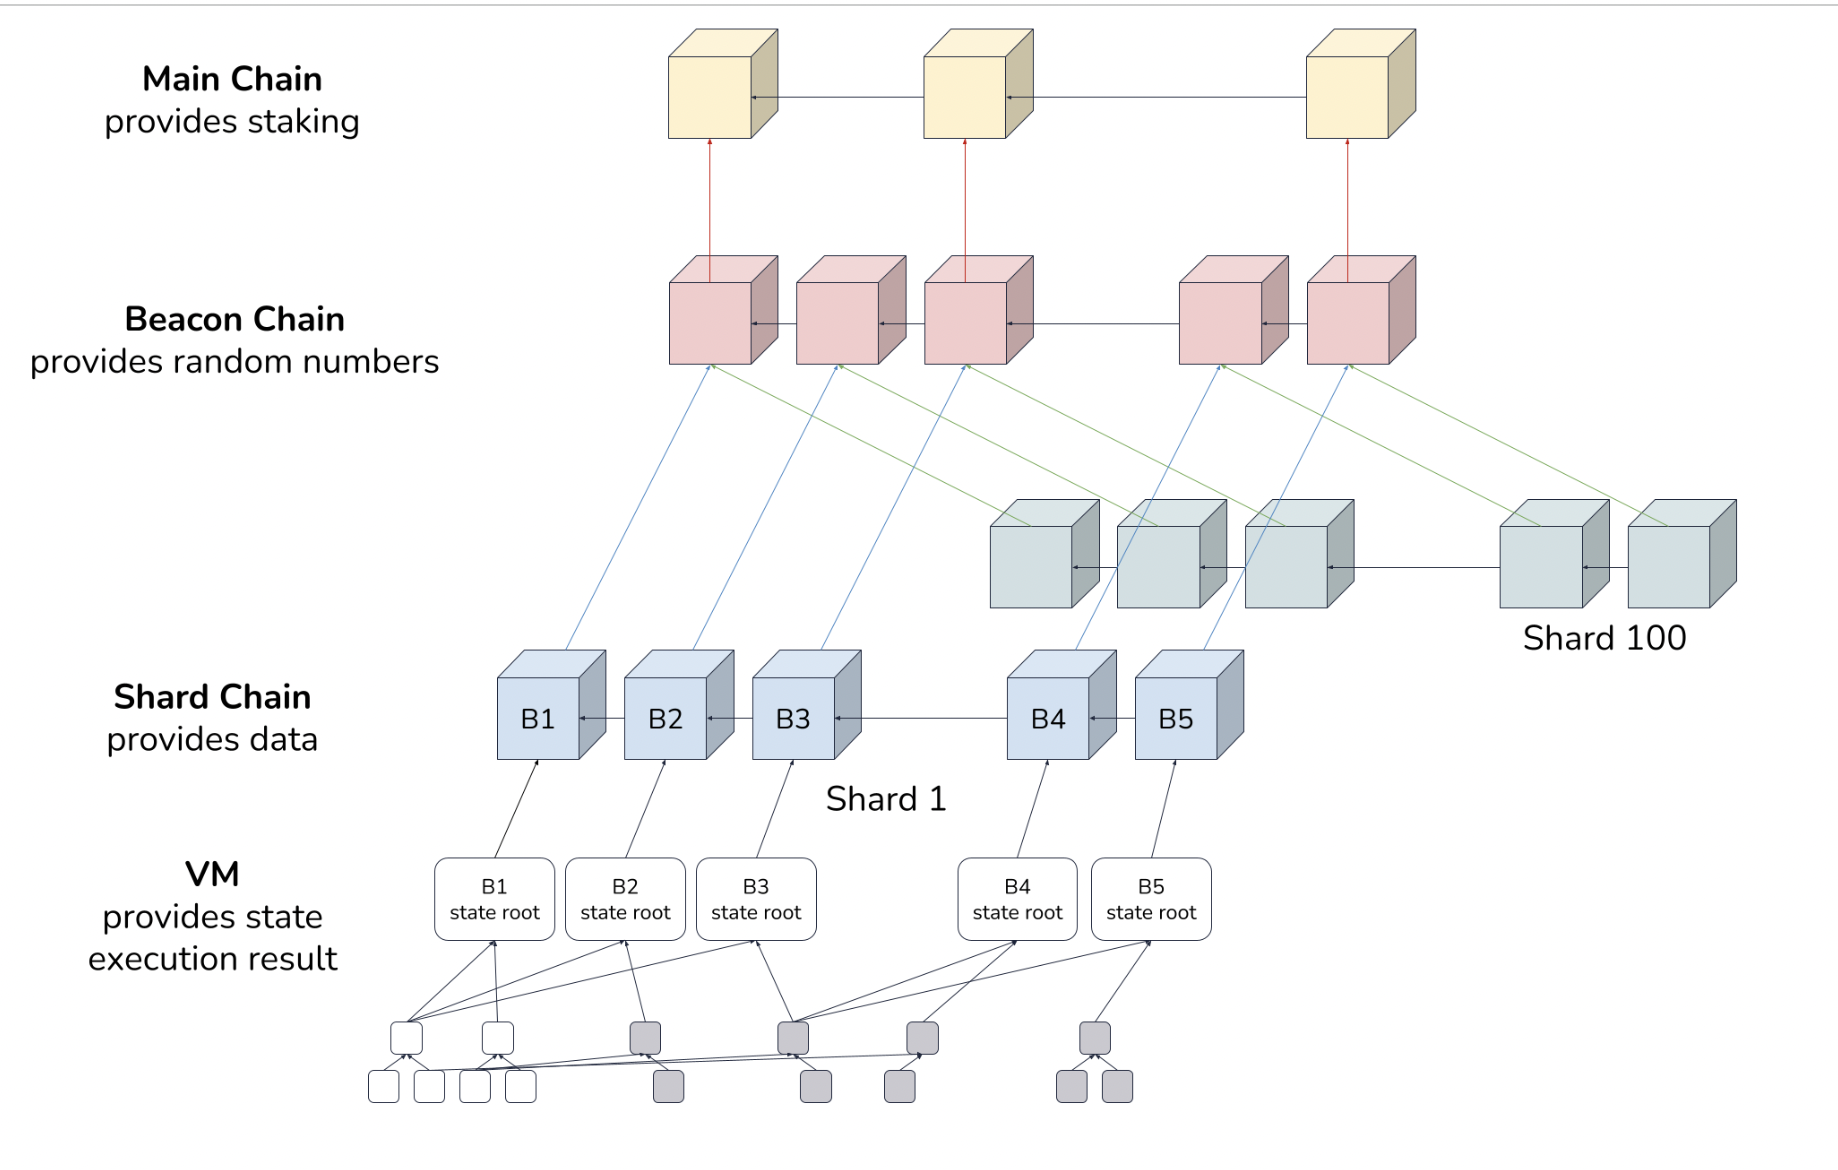 Main Chain
provides staking
Beacon Chain
provides random numbers
Shard 100
Shard Chain
provides data
B1
B2
B3
B4
B5
Shard 1
VM
provides state
execution result
B1
state root
B2
state root
B3
state root
B4
state root
B5
state root